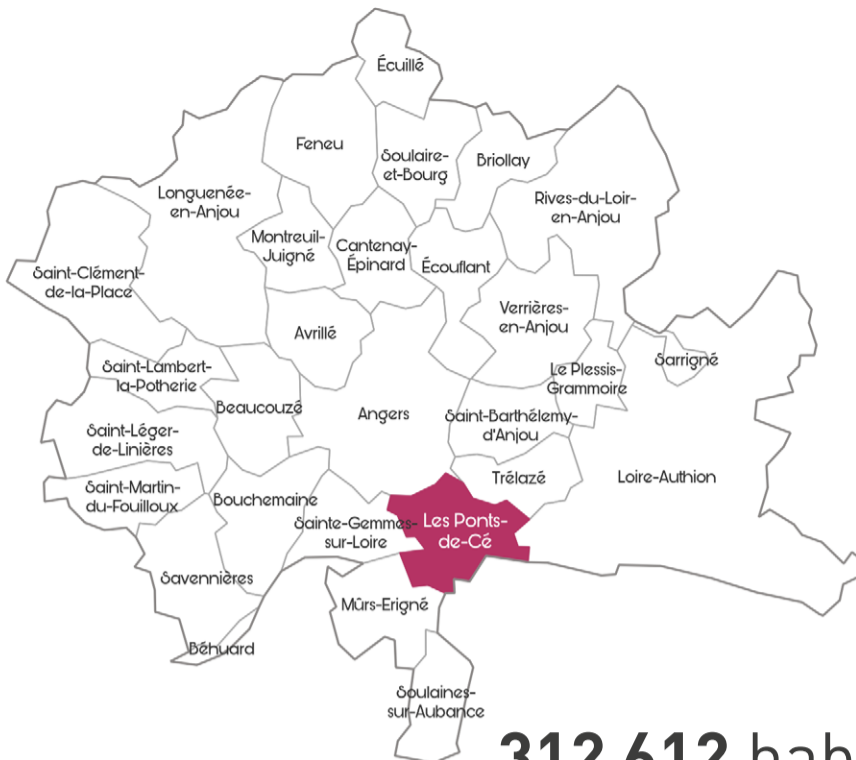 Écuillé
Feneu
Soulaire-
et-Bourg
Briollay
Longuenée-
en-Anjou
Rives-du-Loir-
en-Anjou
Montreuil-
Juigné
Cantenay-
Épinard
Écouflant
Saint-Clément-
de-la-Place
Verrières-
en-Anjou
Avrillé
Sarrigné
Saint-Lambert-
la-Potherie
Le Plessis-
Grammoire
Beaucouzé
Angers
Saint-Barthélemy-
d'Anjou
Saint-Léger-
de-Linières
Trélazé
Loire-Authion
Saint-Martin-
du-Fouilloux
Bouchemaine
Sainte-Gemmes-
sur-Loire
Les Ponts-
de-Cé
Savennières
Mûrs-Erigné
Béhuard
Soulaines-
sur-Aubance
312 612 hab